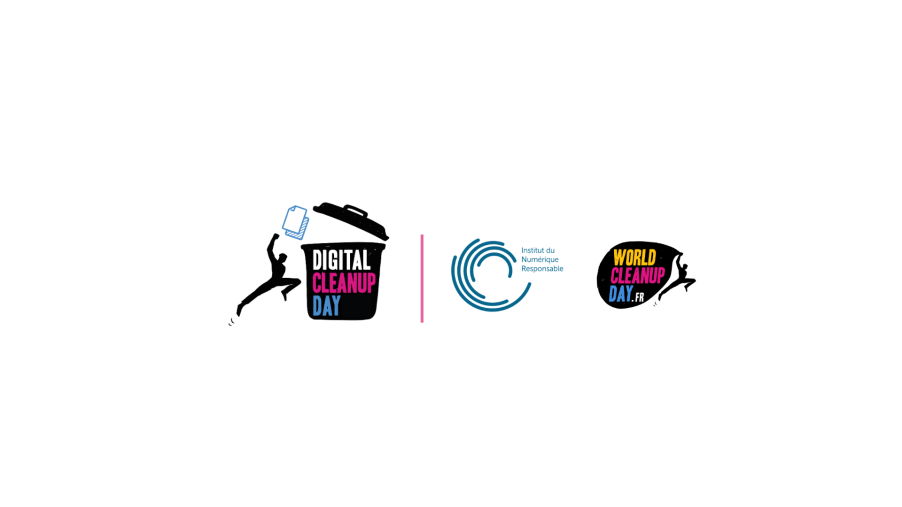 DIGITAL
CLEANUP
DAY
Institut du
Numérique
Responsable
WORLD
CLEANUP
DAY.FR